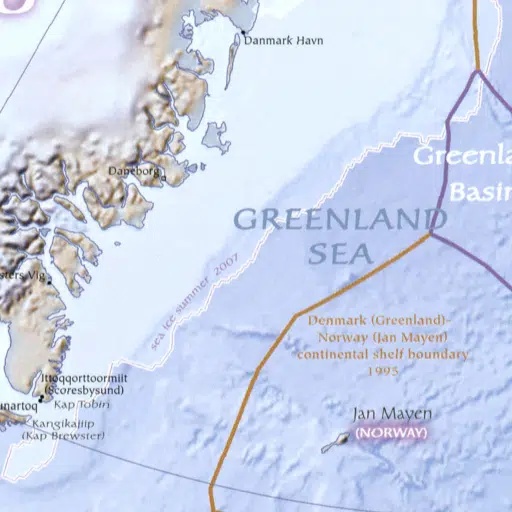 Danmark Havn
Greenla
Basin
Daneborg
GREENLAND
SEA
sters Vig
sea ice summer 2007
Denmark (Greenland)–
Norway (Jan Mayen)
continental shelf boundary
1995
Ittoqqortoormiit
(Scoresbysund)
nartoq
Kap Tobin
Kangikajiip
(Kap Brewster)
Jan Mayen
(NORWAY)